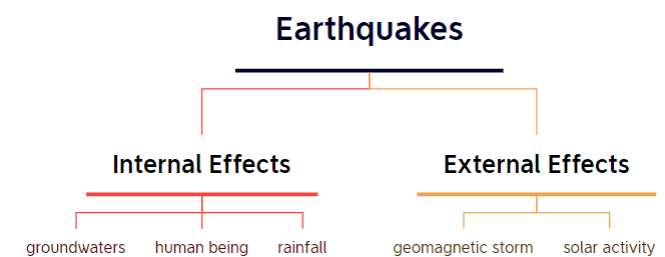 Earthquakes
Internal Effects
External Effects
groundwaters
human being
rainfall
geomagnetic storm
solar activity